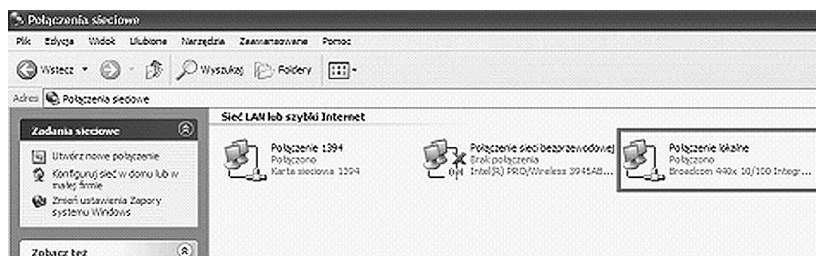 Połączenia sieciowe
Plik Edycja Widok Ulubione Narzędzia Zaawansowane Pomoc
Wstecz Wyszukaj Foldery
Adres Połączenia sieciowe
Zadania sieciowe
Utwórz nowe połączenie
Konfiguruj sieć w domu lub w
małej firmie
Zmień ustawienia Zapory
systemu Windows
Zobacz też
Sieć LAN lub szybki Internet
Połączenie 1394
Połączono
Karta sieciowa 1394
Połączenie sieci bezprzewodowej
Brak połączenia
Intel(R) PRO/Wireless 3945AB...
Połączenie lokalne
Połączono
Broadcom 440x 10/100 Integr...